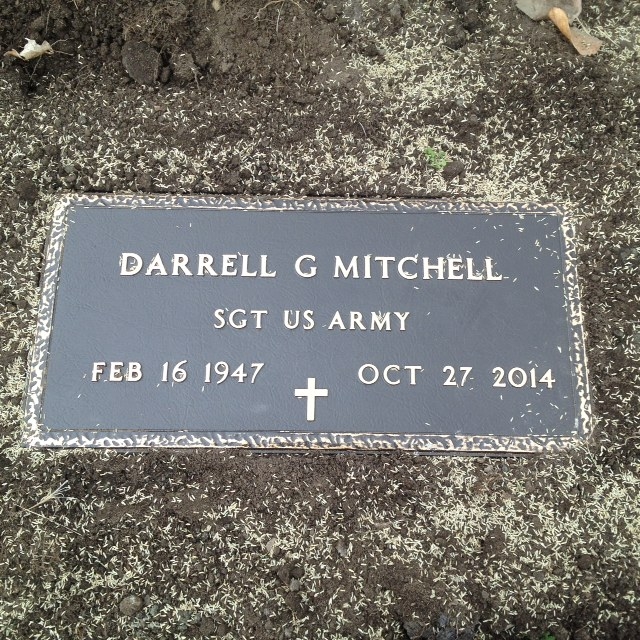 DARRELL G MITCHELL
SGT US ARMY
FEB 16 1947 OCT 27 2014